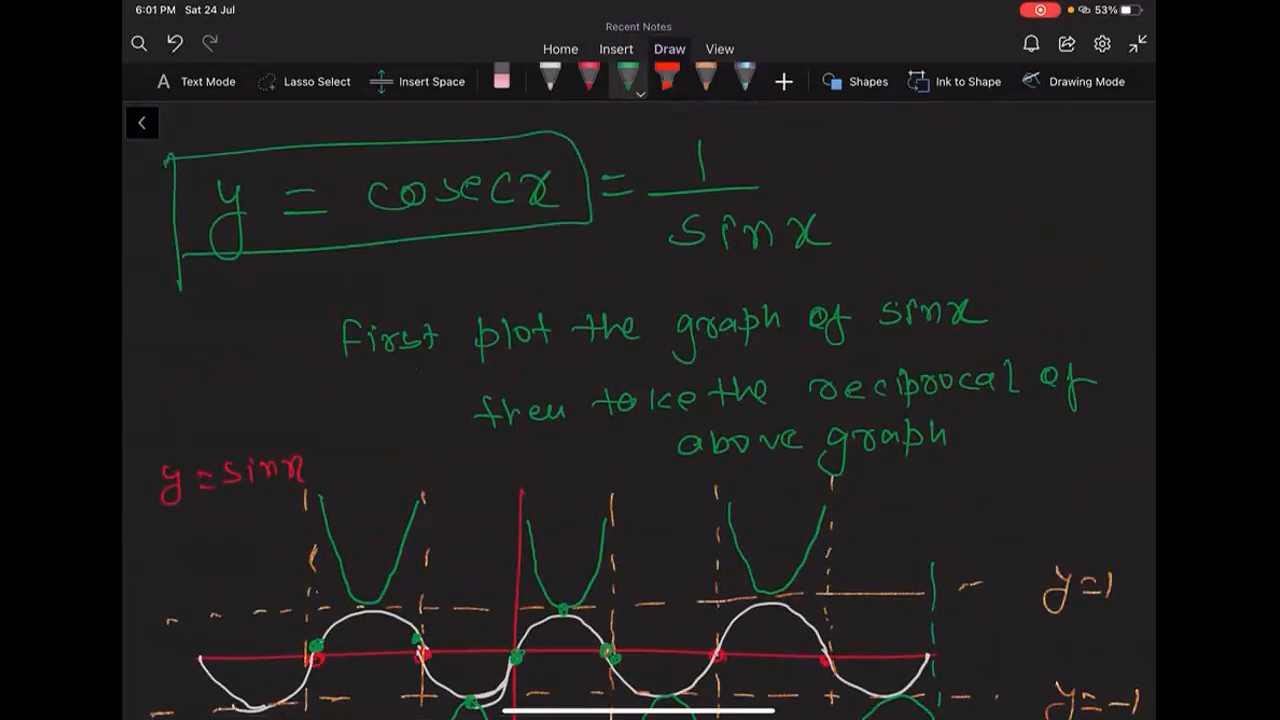 6:01 PM Sat 24 Jul 53%
Recent Notes
Home Insert Draw View
Text Mode Lasso Select Insert Space Shapes Ink to Shape Drawing Mode
y = cosecx = 1
sinx
First plot the graph of sinx
then take the reciprocal of
above graph
y = sinx
y=1
y=-1